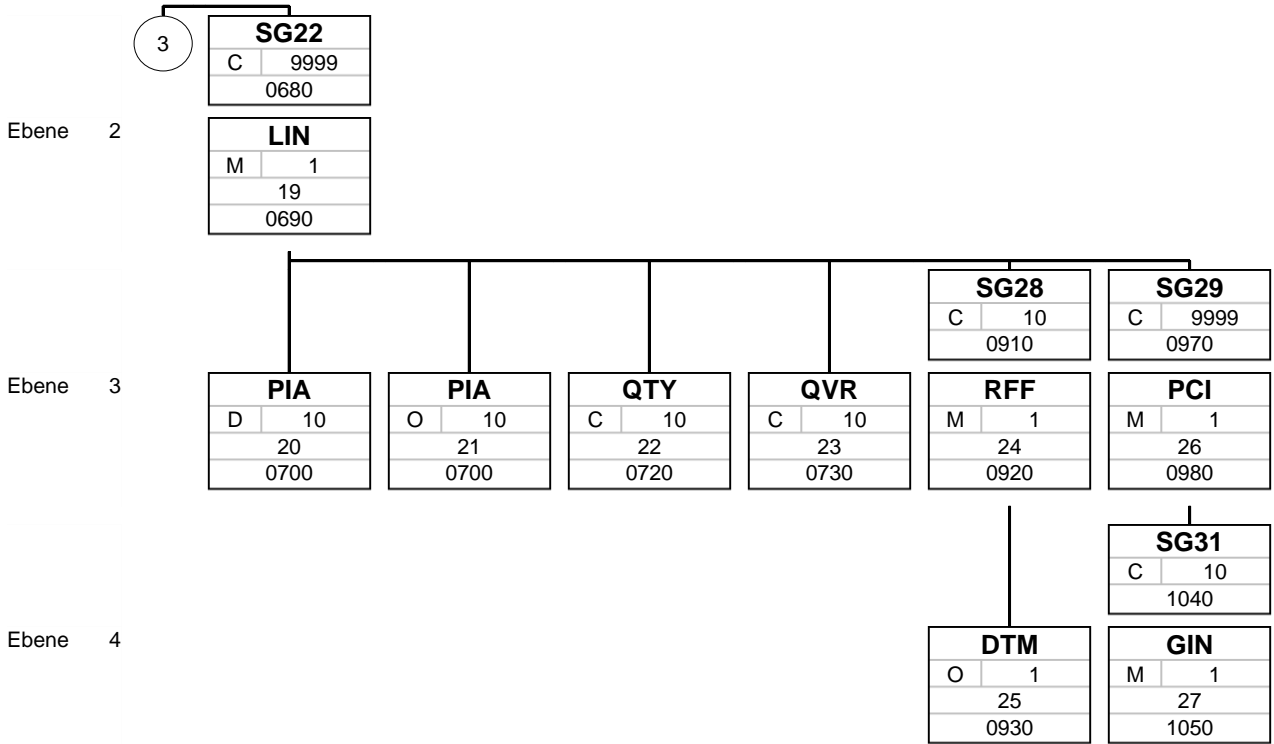 3
SG22
C 9999
0680
Ebene 2
LIN
M 1
19
0690
SG28
C 10
0910
SG29
C 9999
0970
Ebene 3
PIA
D 10
20
0700
PIA
O 10
21
0700
QTY
C 10
22
0720
QVR
C 10
23
0730
RFF
M 1
24
0920
PCI
M 1
26
0980
SG31
C 10
1040
Ebene 4
DTM
O 1
25
0930
GIN
M 1
27
1050